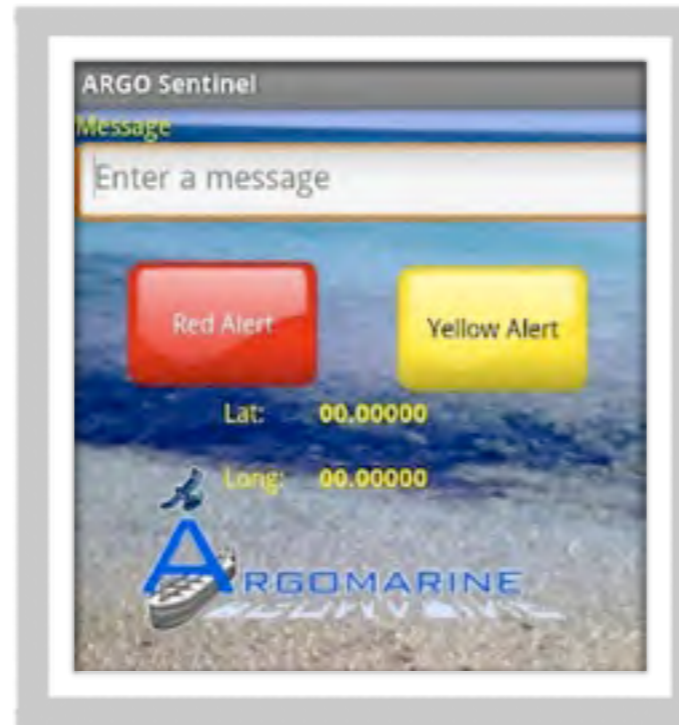 ARGO Sentinel
Message
Enter a message
Red Alert
Yellow Alert
Lat: 00.00000
Long: 00.00000
ARGOMARINE